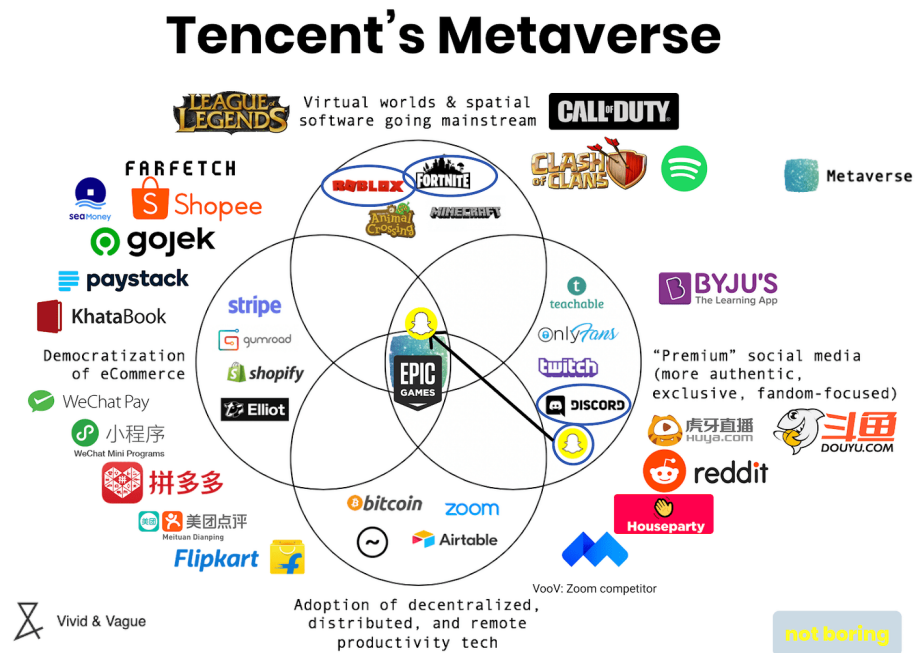 Tencent's Metaverse
LEAGUE of
LEGENDS
Virtual worlds & spatial
software going mainstream
CALL OF DUTY
CLASH
OF CLANS
Metaverse
FARFETCH
seaMoney
Shopee
gojek
paystack
KhataBook
ROBLOX
FORTNITE
Animal
Crossing
MINECRAFT
stripe
gumroad
shopify
Elliot
teachable
OnlyFans
twitch
DISCORD
BYJU'S
The Learning App
EPIC
GAMES
Democratization
of eCommerce
"Premium" social media
(more authentic,
exclusive, fandom-focused)
WeChat Pay
小程序
WeChat Mini Programs
拼多多
美团 美团点评
Meituan Dianping
Flipkart
虎牙直播
Huya.com
斗鱼
DOUYU.COM
reddit
Houseparty
bitcoin
zoom
Airtable
VooV: Zoom competitor
Adoption of decentralized,
distributed, and remote
productivity tech
Vivid & Vague
not boring